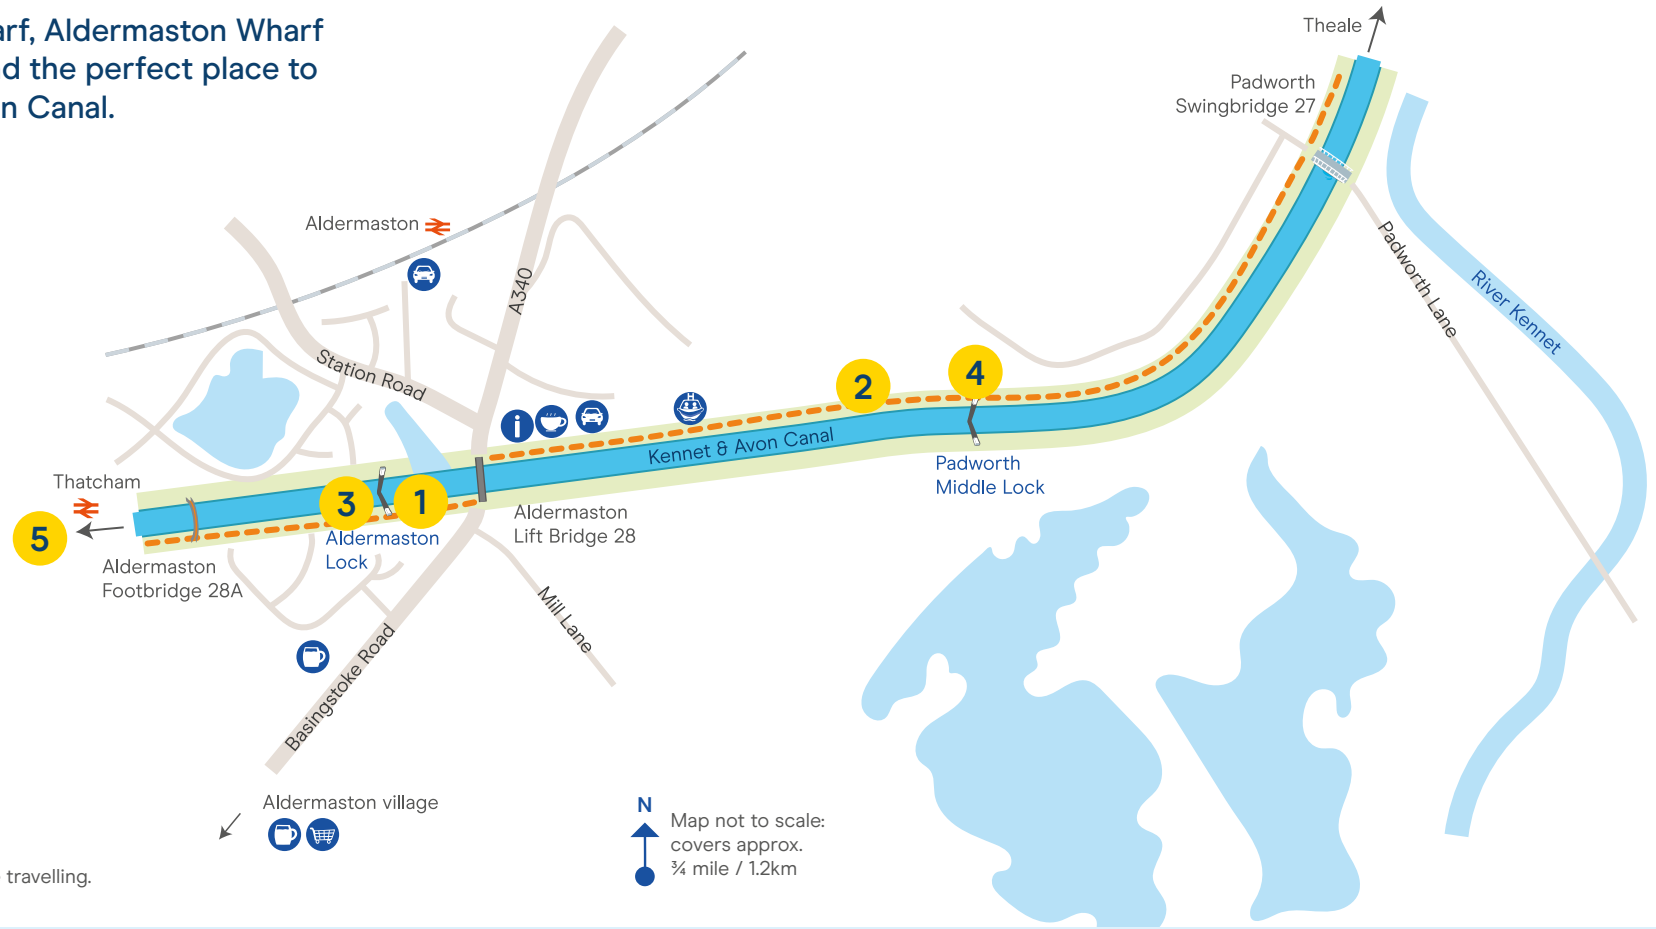 arf, Aldermaston Wharf
d the perfect place to
n Canal.
Theale
Padworth
Swingbridge 27
Aldermaston
A340
Padworth Lane
River Kennet
Station Road
2
4
i
Kennet & Avon Canal
Thatcham
3
1
5
Padworth
Middle Lock
Aldermaston
Lift Bridge 28
Aldermaston
Lock
Aldermaston
Footbridge 28A
Mill Lane
Basingstoke Road
Aldermaston village
N
Map not to scale:
covers approx.
¾ mile / 1.2km
travelling.